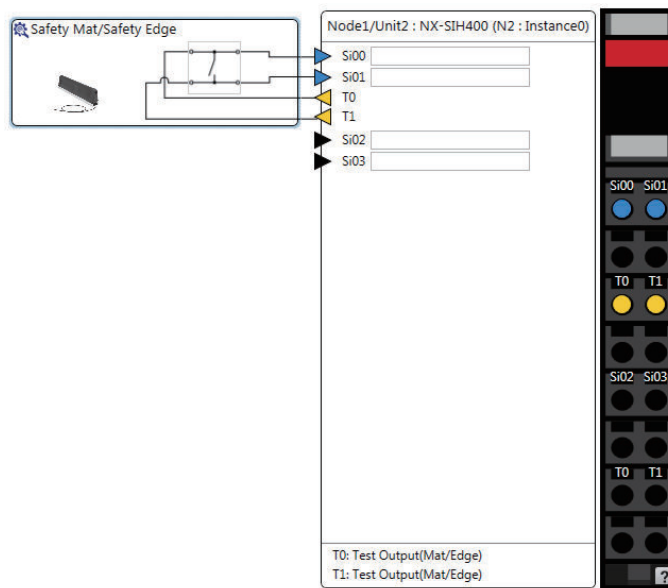 Safety Mat/Safety Edge
Node1/Unit2 : NX-SIH400 (N2 : Instance0)
Si00
Si01
T0
T1
Si02
Si03
T0: Test Output(Mat/Edge)
T1: Test Output(Mat/Edge)
Si00 Si01
T0 T1
Si02 Si03
T0 T1
?